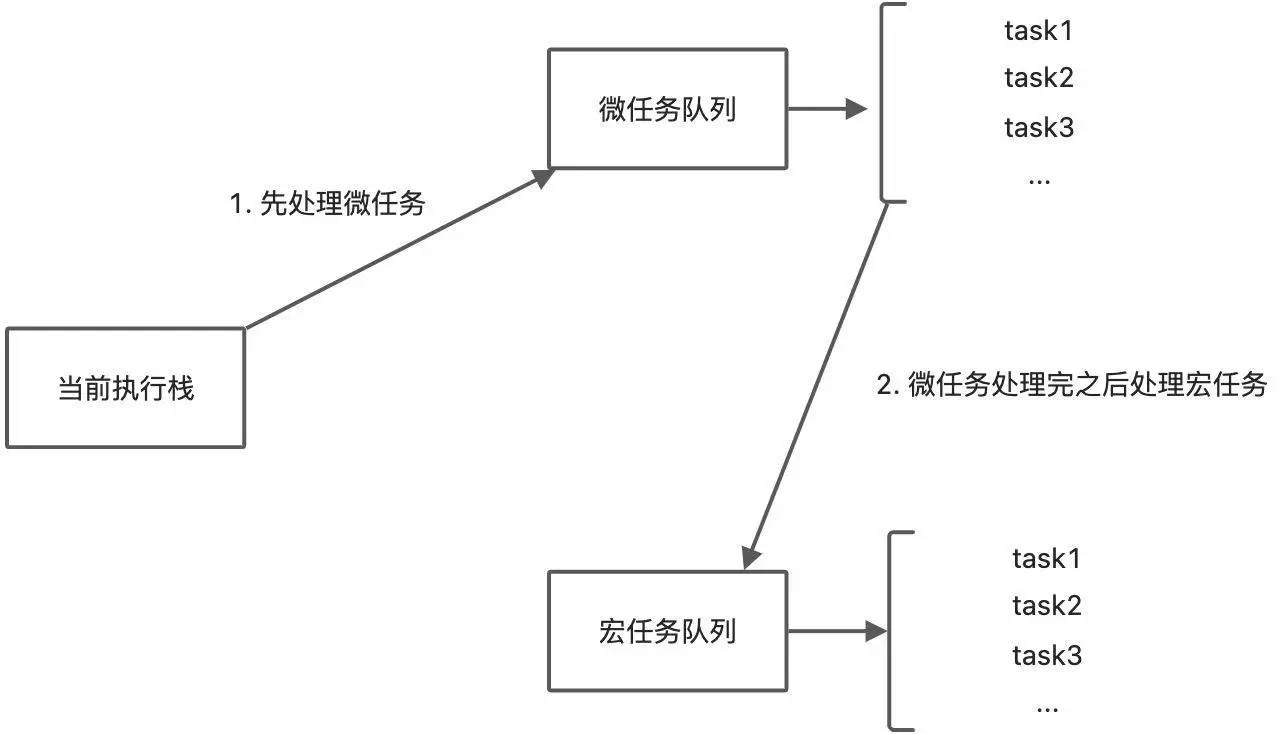 微任务队列
task1
task2
task3
...
1. 先处理微任务
当前执行栈
2. 微任务处理完之后处理宏任务
宏任务队列
task1
task2
task3
...